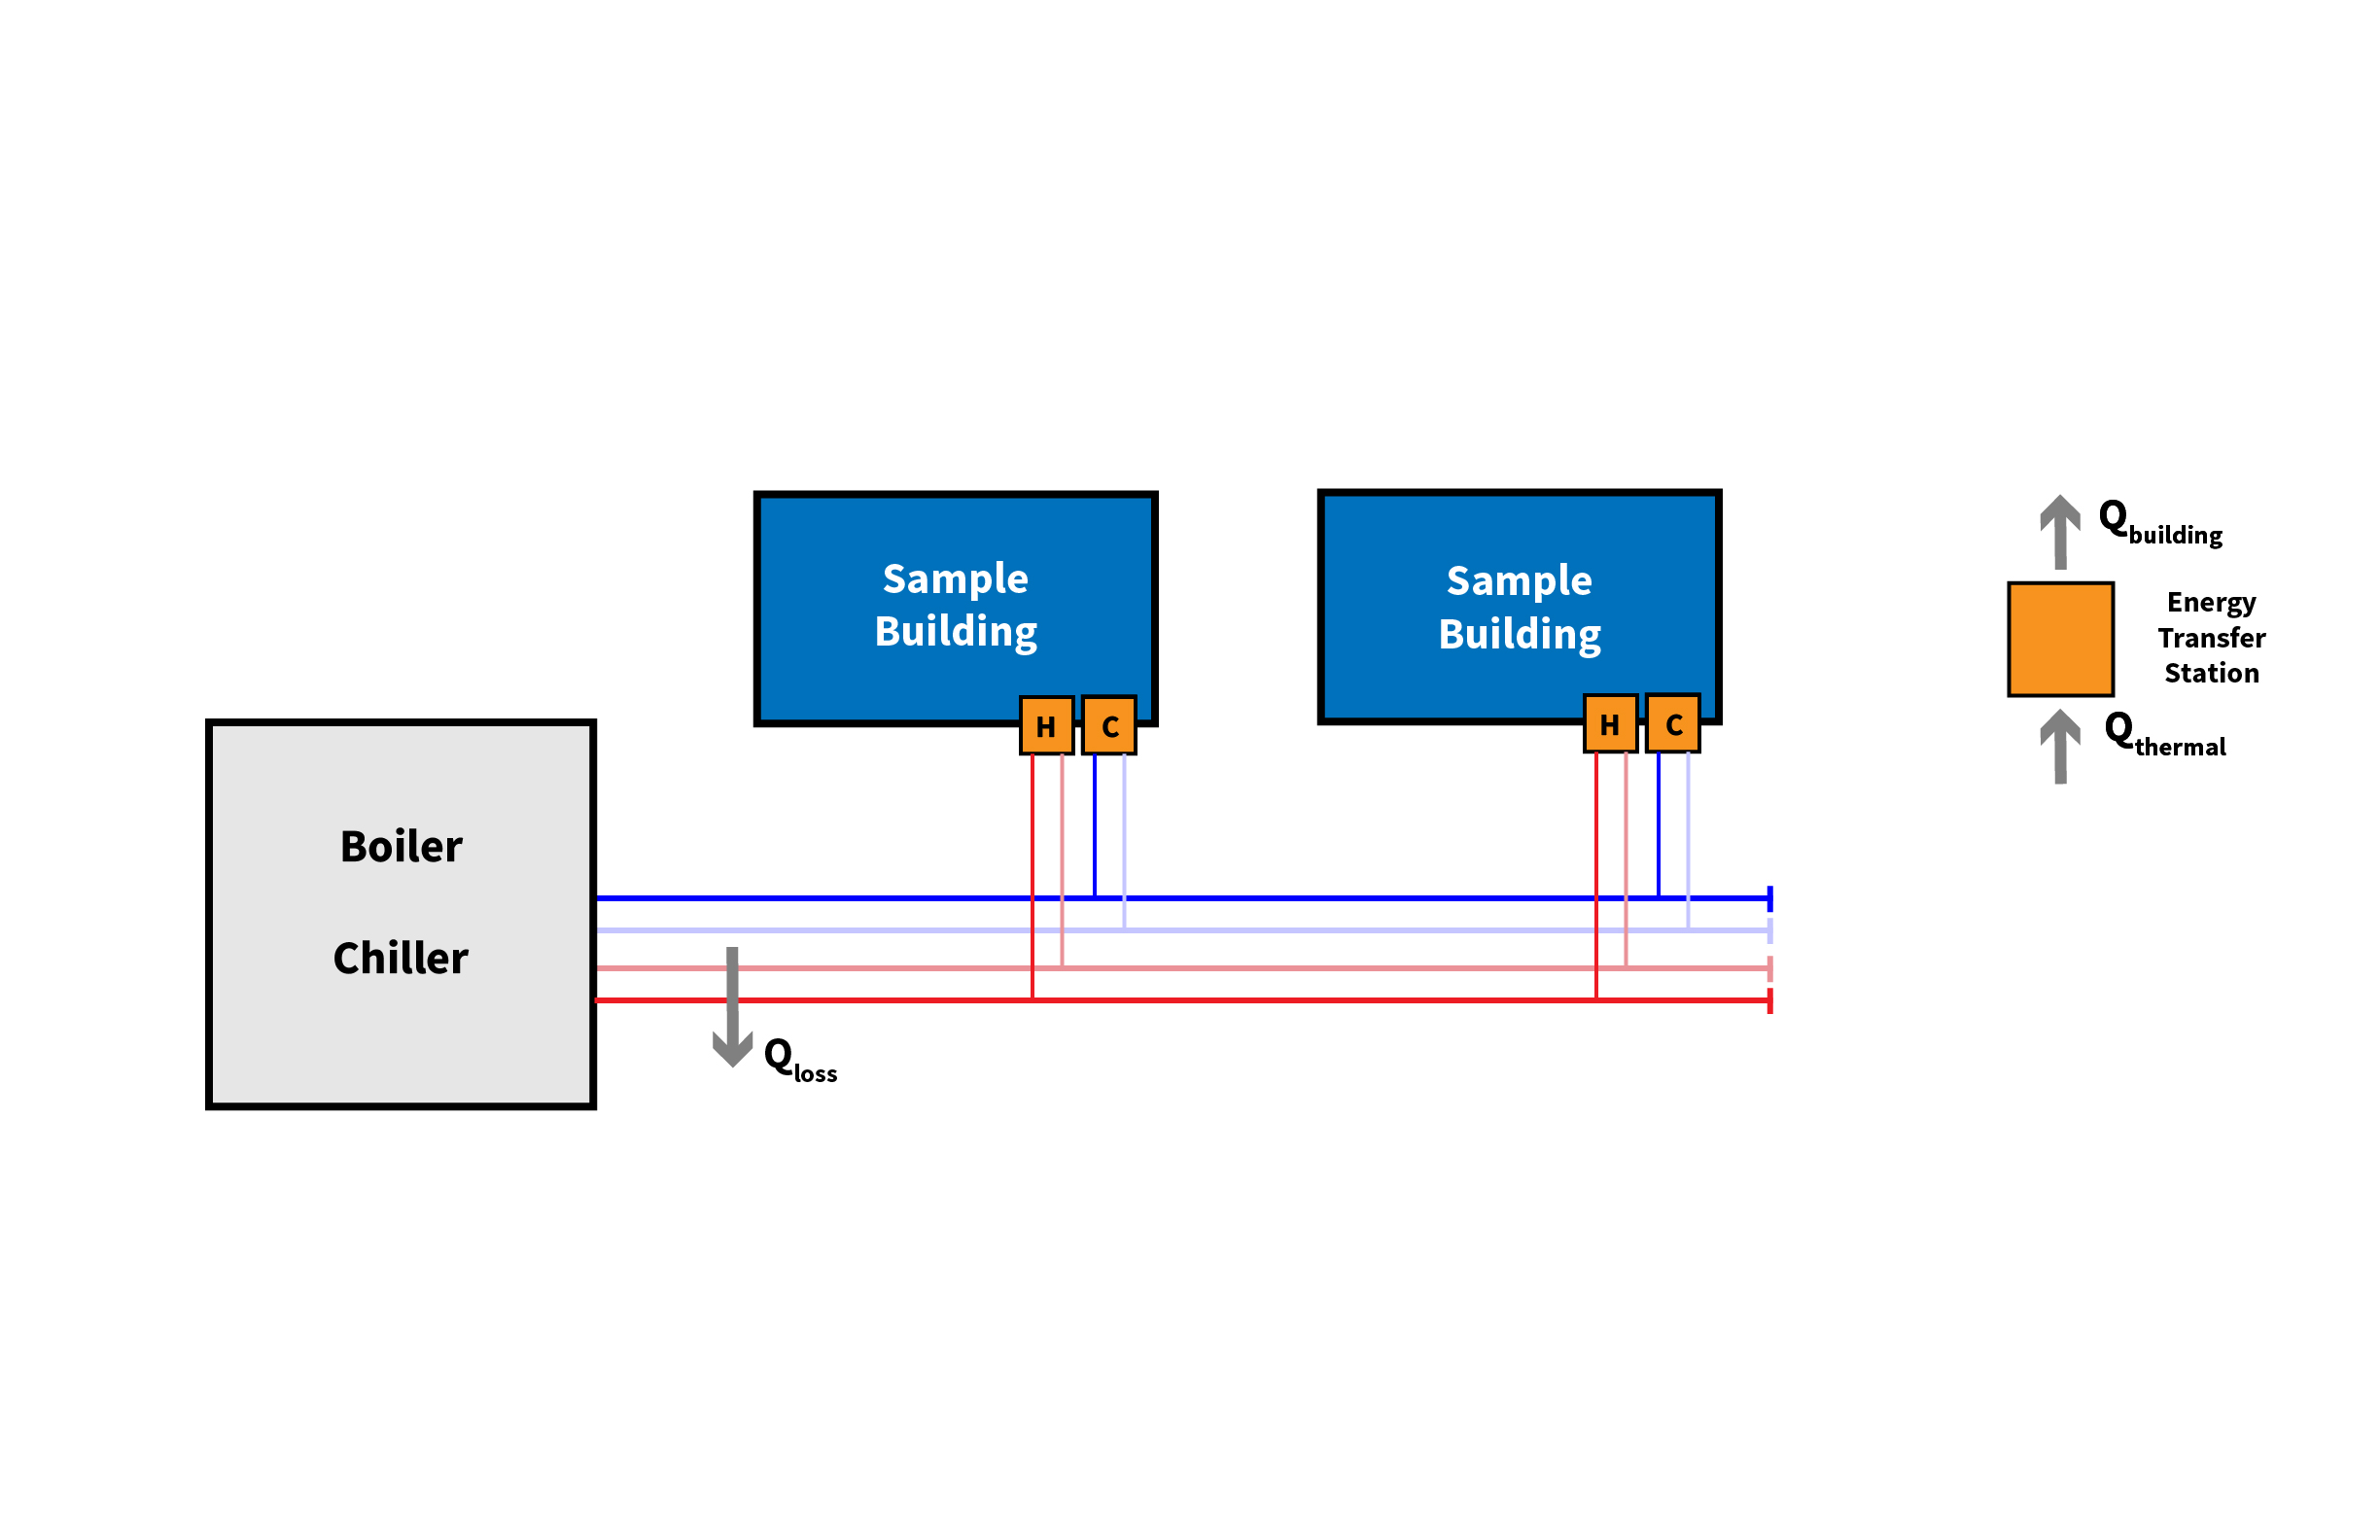 Sample
Building
H
C
Sample
Building
H
C
Qbuilding
Energy
Transfer
Station
Qthermal
Boiler
Chiller
Qloss